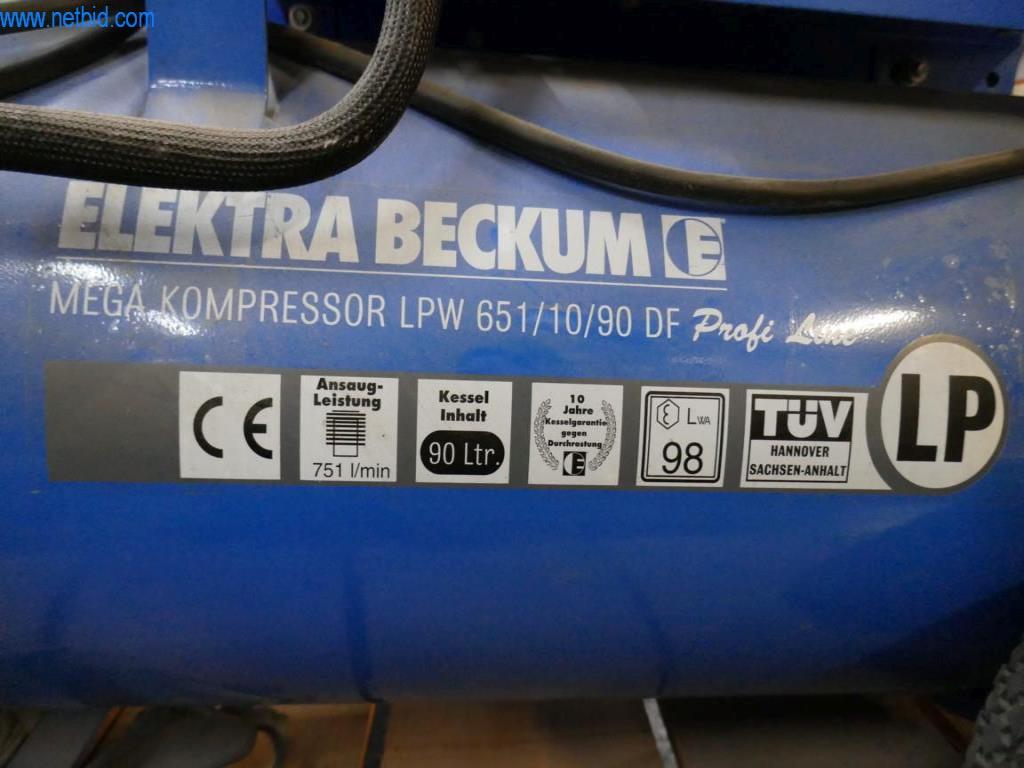 www.netbid.com
ELEKTRA BECKUM E
MEGA KOMPRESSOR LPW 651/10/90 DF Profi Line
CE
Ansaug-
Leistung
751 l/min
Kessel
Inhalt
90 Ltr.
10
Jahre
Kesselgarantie
gegen
Durchrostung
E
LWA
98
TÜV
HANNOVER
SACHSEN-ANHALT
LP